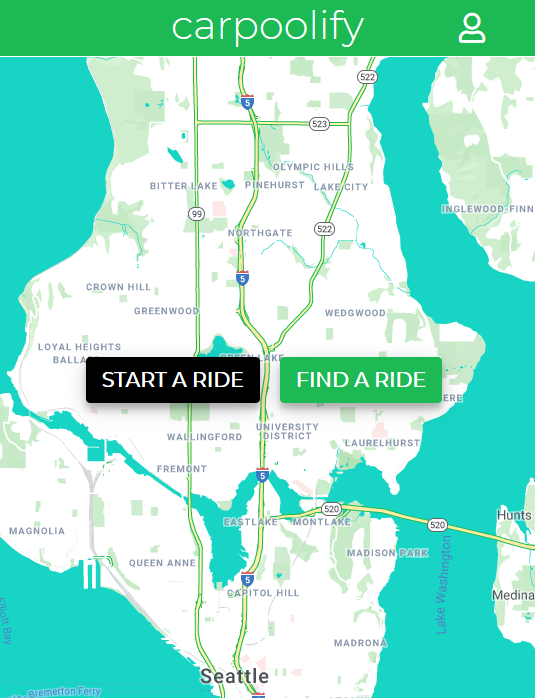 carpoolify
522
5
523
OLYMPIC HILLS
BITTER LAKE
PINEHURST
LAKE CITY
INGLEWOOD-FINN
99
522
NORTHGATE
5
CROWN HILL
GREENWOOD
WEDGWOOD
LOYAL HEIGHTS
GREEN LAKE
START A RIDE
FIND A RIDE
ERE
UNIVERSITY
DISTRICT
WALLINGFORD
LAURELHURST
FREMONT
5
520
EASTLAKE
MONTLAKE
520
Hunts
MAGNOLIA
MADISON PARK
QUEEN ANNE
5
CAPITOL HILL
Lake Washington
Medina
Elliott Bay
MADRONA
Seattle
Bremerton Ferry